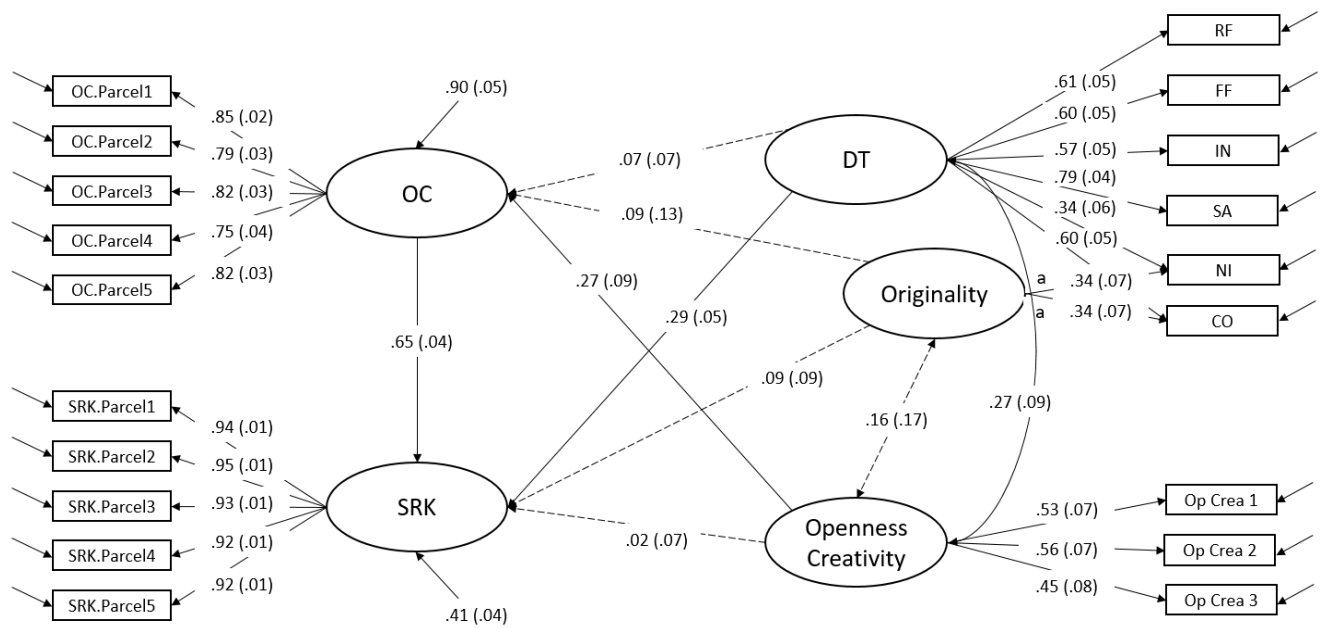 RF
OC.Parcel1
.85 (.02)
OC.Parcel2
.79 (.03)
OC.Parcel3
.82 (.03)
OC.Parcel4
.75 (.04)
OC.Parcel5
.82 (.03)
.90 (.05)
OC
.07 (.07)
.09 (.13)
.27 (.09)
.29 (.05)
.65 (.04)
DT
.61 (.05)
FF
.60 (.05)
IN
.57 (.05)
.79 (.04)
SA
.34 (.06)
.60 (.05)
NI
Originality
a
.34 (.07)
a
.34 (.07)
CO
.09 (.09)
.16 (.17)
.27 (.09)
SRK.Parcel1
.94 (.01)
SRK.Parcel2
.95 (.01)
SRK.Parcel3
.93 (.01)
SRK.Parcel4
.92 (.01)
SRK.Parcel5
.92 (.01)
SRK
.41 (.04)
.02 (.07)
Openness
Creativity
.53 (.07)
Op Crea 1
.56 (.07)
Op Crea 2
.45 (.08)
Op Crea 3